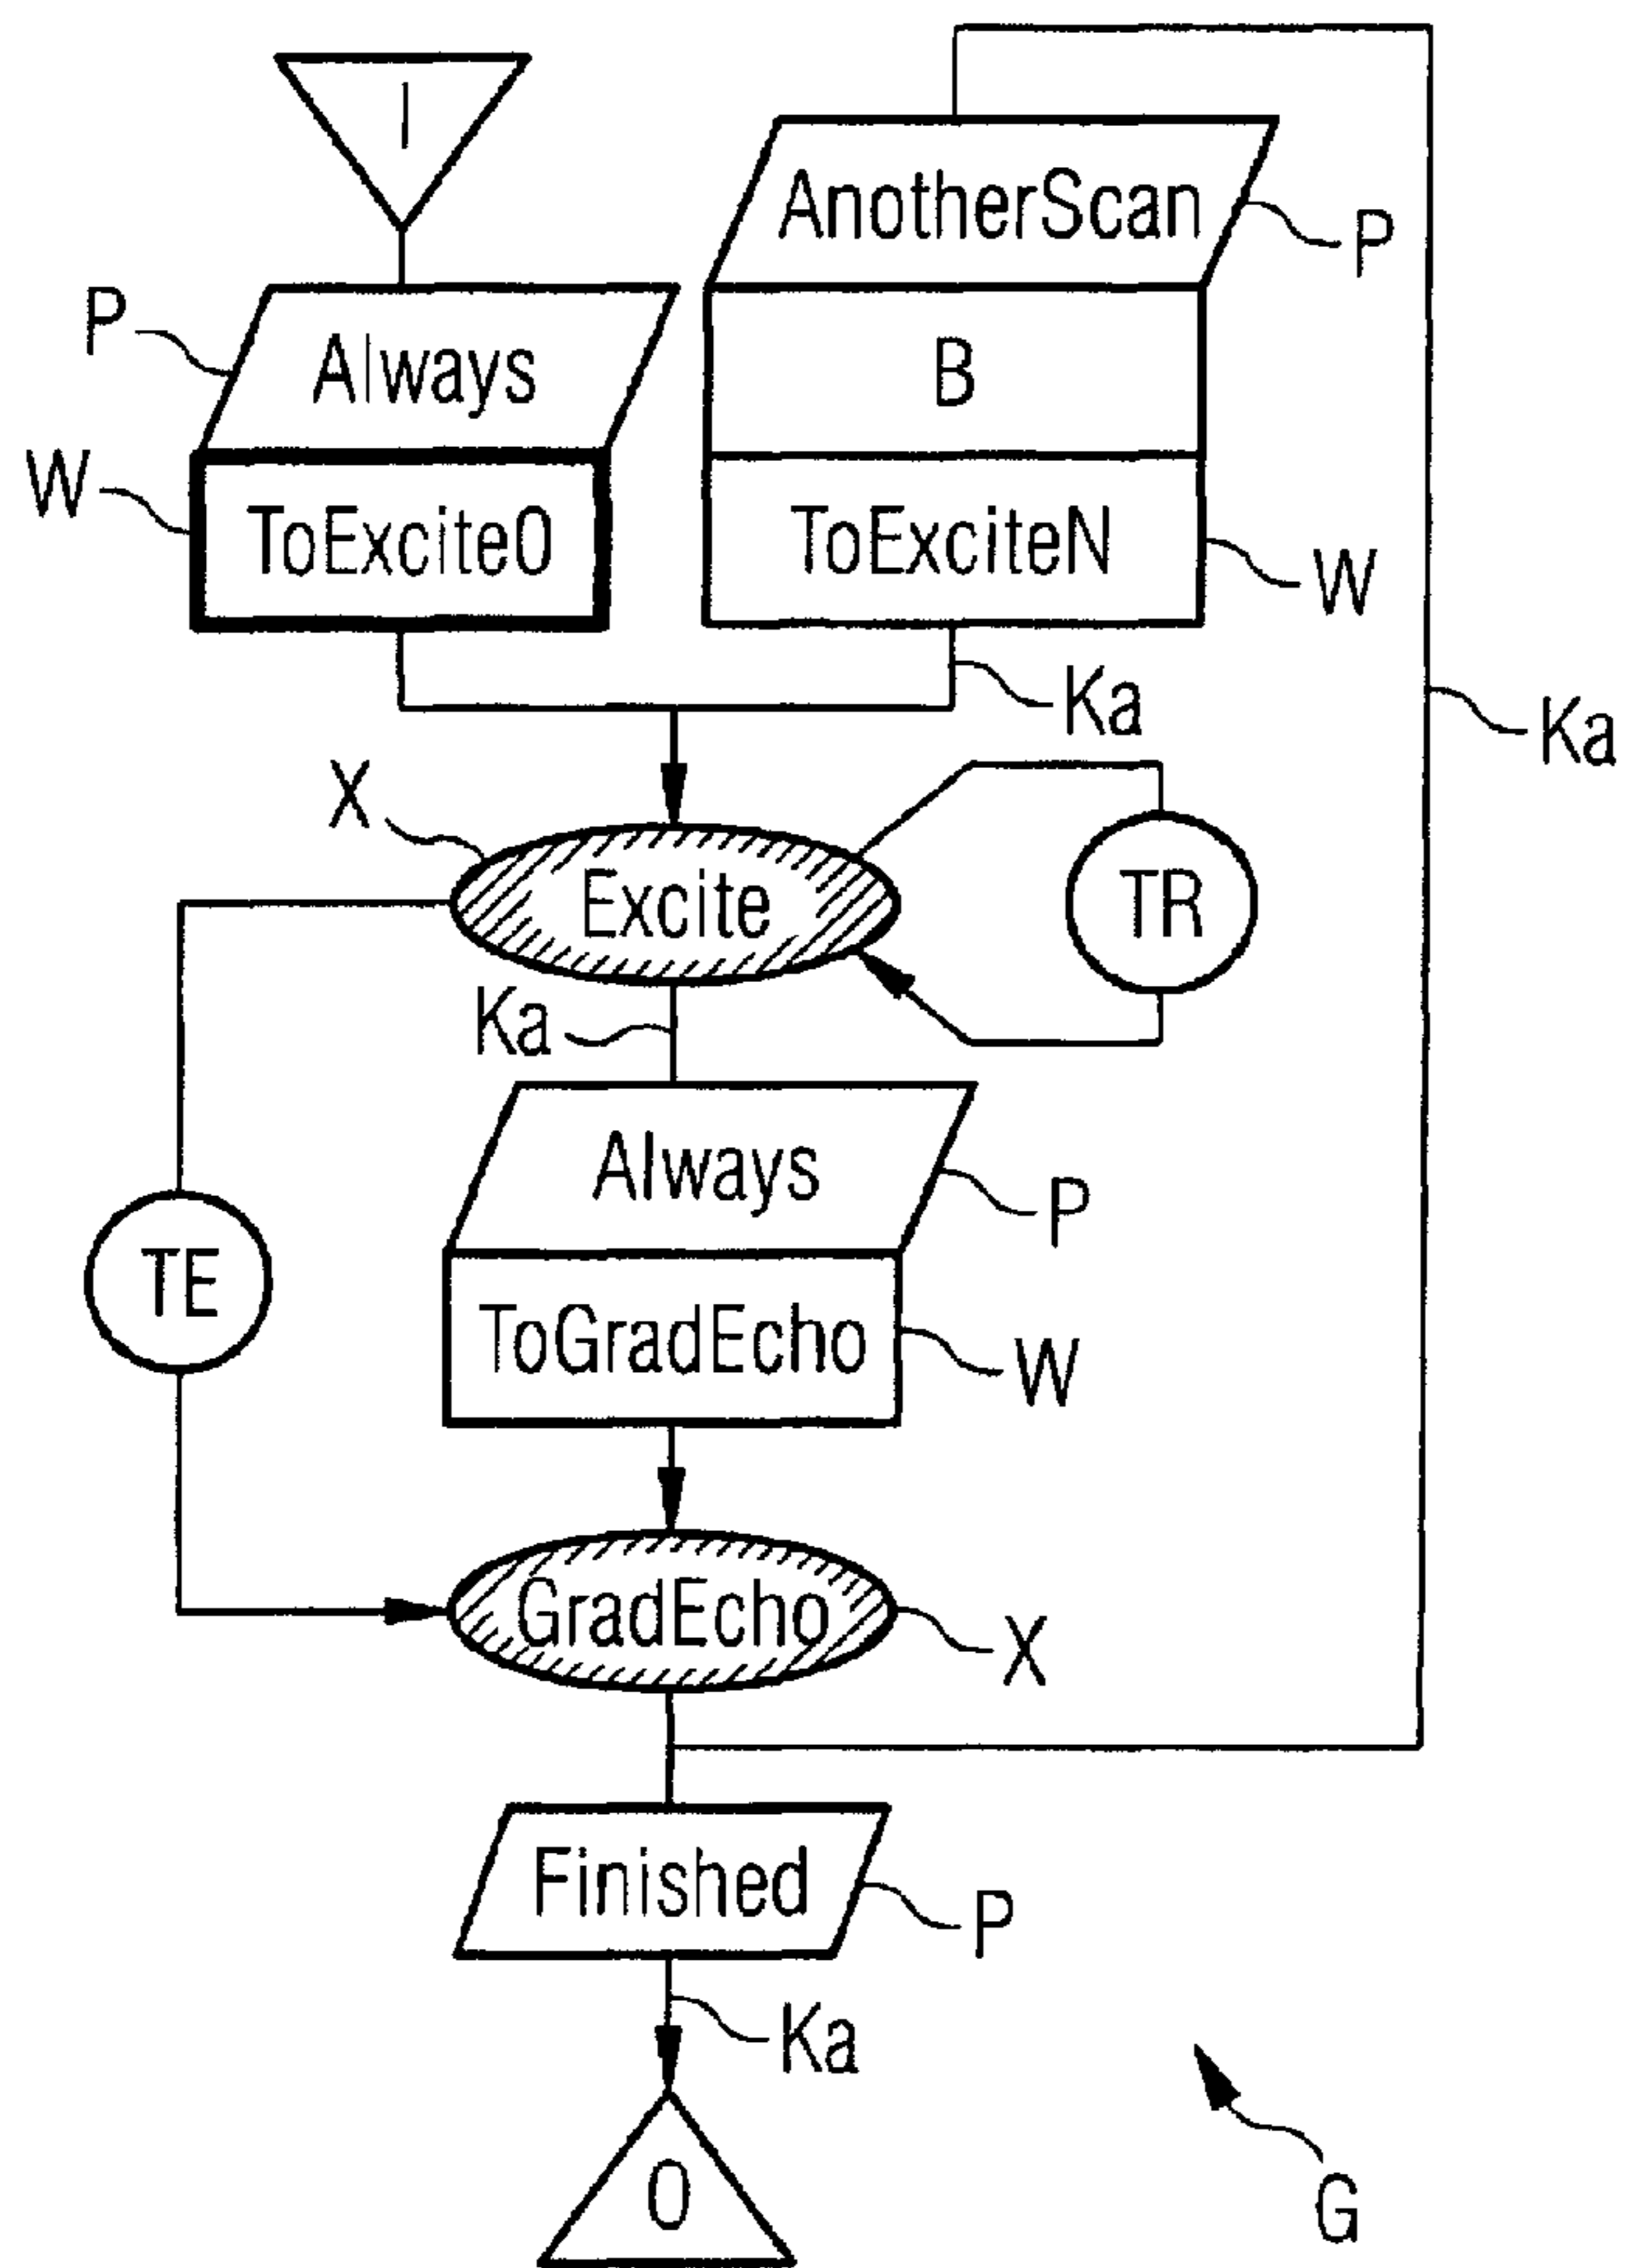 I
AnotherScan
P
P
Always
B
W
ToExcite0
ToExciteN
W
Ka
Ka
X
Excite
TR
Ka
Always
P
TE
ToGradEcho
W
GradEcho
X
Finished
P
Ka
O
G